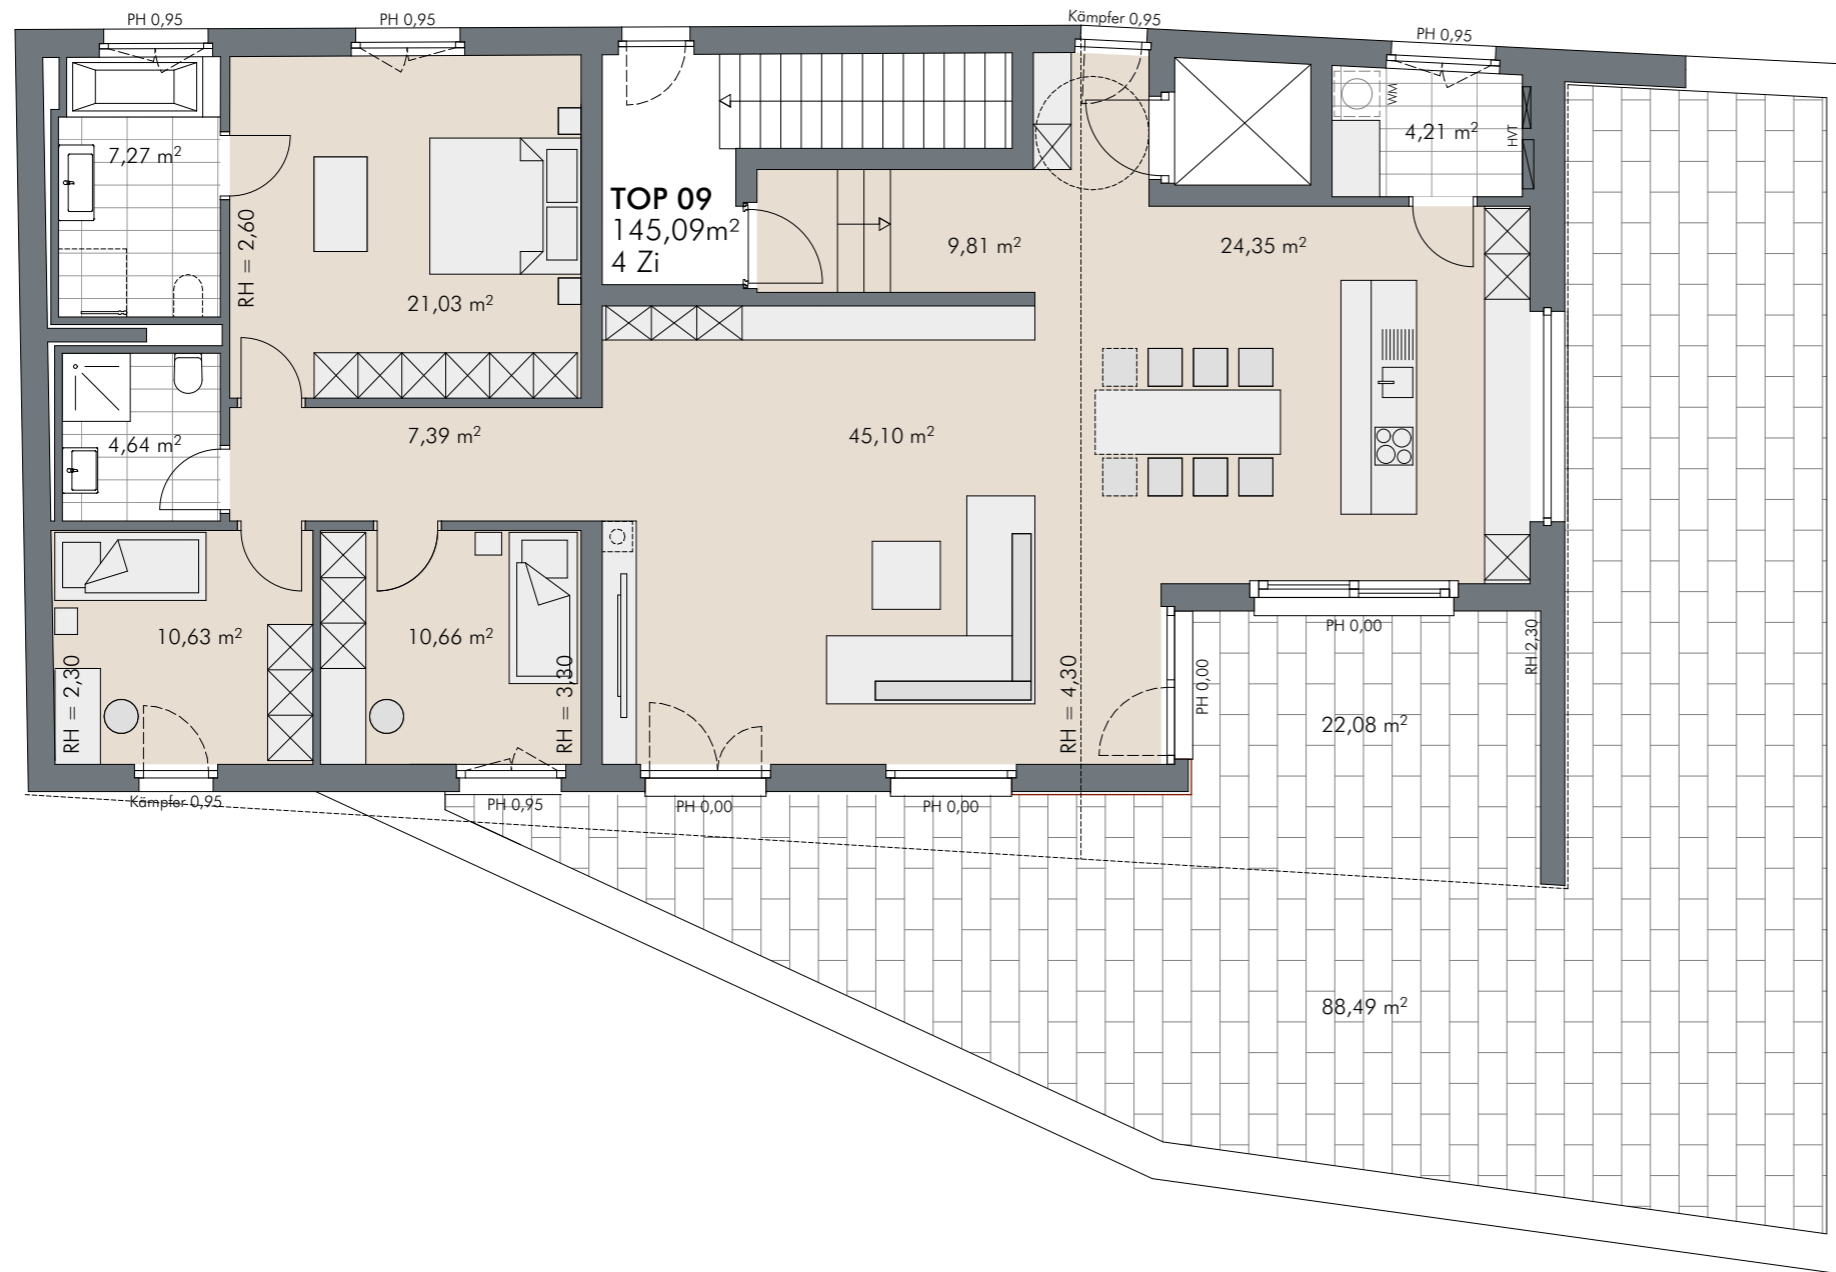 PH 0,95
PH 0,95
Kämpfer 0,95
PH 0,95
WM
4,21 m²
HVT
7,27 m²
TOP 09
145,09m²
4 Zi
RH = 2,60
9,81 m²
24,35 m²
21,03 m²
4,64 m²
7,39 m²
45,10 m²
10,63 m²
10,66 m²
PH 0,00
RH 2,30
RH = 2,30
RH = 3,30
RH = 4,30
PH 0,00
22,08 m²
Kämpfer 0,95
PH 0,95
PH 0,00
PH 0,00
88,49 m²